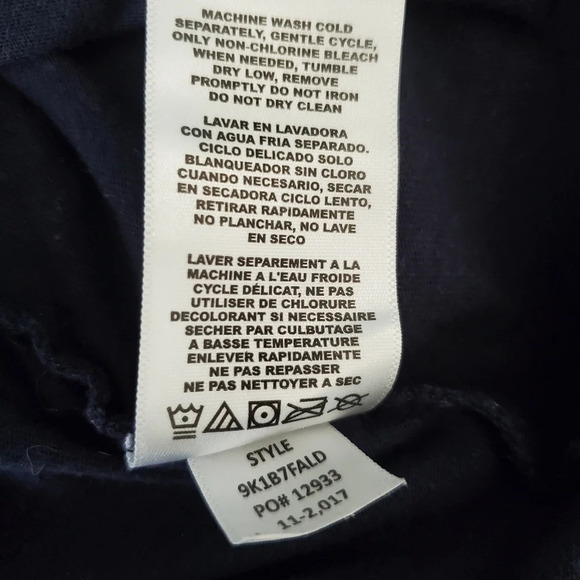 MACHINE WASH COLD
SEPARATELY, GENTLE CYCLE,
ONLY NON-CHLORINE BLEACH
WHEN NEEDED, TUMBLE
DRY LOW, REMOVE
PROMPTLY DO NOT IRON
DO NOT DRY CLEAN
LAVAR EN LAVADORA
CON AGUA FRIA SEPARADO.
CICLO DELICADO SOLO
BLANQUEADOR SIN CLORO
CUANDO NECESARIO, SECAR
EN SECADORA CICLO LENTO,
RETIRAR RAPIDAMENTE
NO PLANCHAR, NO LAVE
EN SECO
LAVER SEPAREMENT A LA
MACHINE A L'EAU FROIDE
CYCLE DÉLICAT, NE PAS
UTILISER DE CHLORURE
DECOLORANT SI NECESSAIRE
SECHER PAR CULBUTAGE
A BASSE TEMPERATURE
ENLEVER RAPIDAMENTE
NE PAS REPASSER
NE PAS NETTOYER A SEC
STYLE
9K1B7FALD
PO# 12933
11-2,017